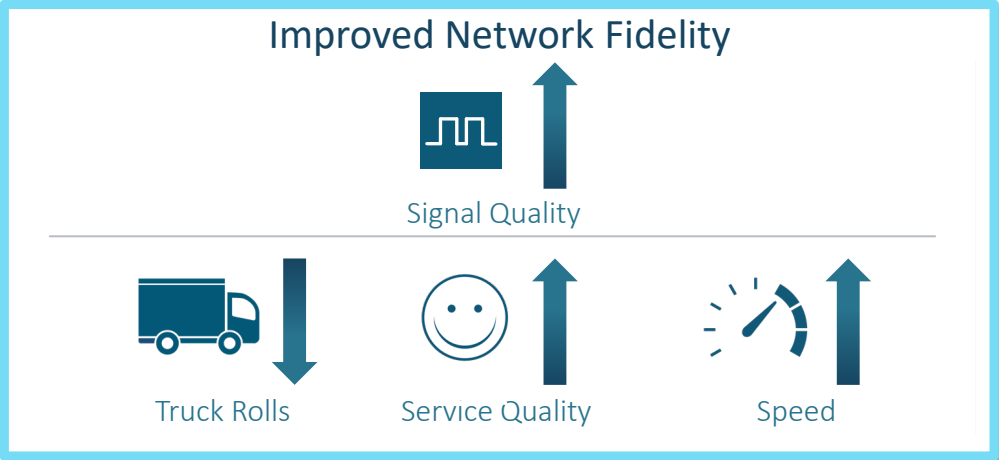 Improved Network Fidelity
Signal Quality
Truck Rolls
Service Quality
Speed